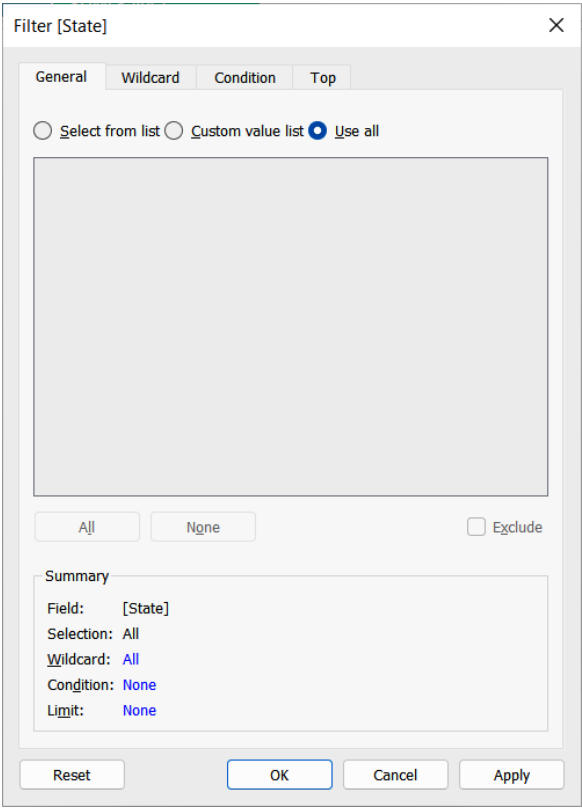 Filter [State]
General Wildcard Condition Top
Select from list Custom value list Use all
All None Exclude
Summary
Field: [State]
Selection: All
Wildcard: All
Condition: None
Limit: None
Reset OK Cancel Apply